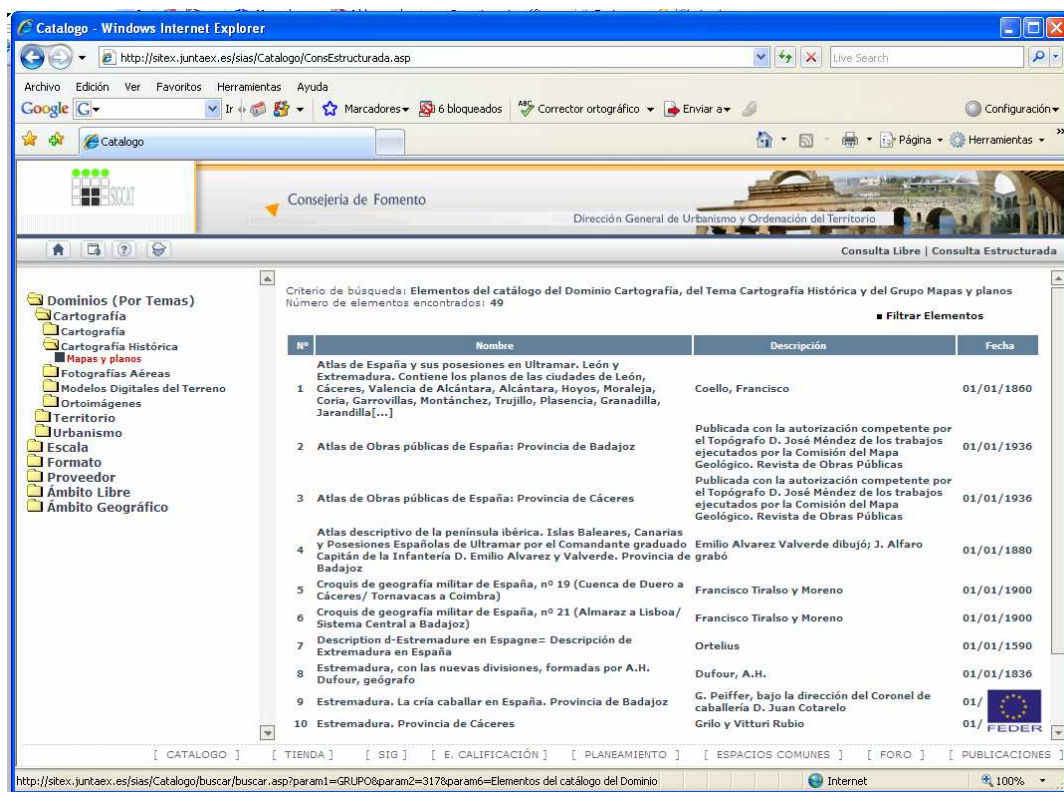 Catalogo - Windows Internet Explorer
http://sitex.juntaex.es/sias/Catalogo/ConsEstructurada.asp
Live Search
Archivo Edición Ver Favoritos Herramientas Ayuda
Google G Ir Marcadores 6 bloqueados ABC Corrector ortográfico Enviar a Configuración
Catalogo Página Herramientas
SICCAT
Consejería de Fomento
Dirección General de Urbanismo y Ordenación del Territorio
Consulta Libre | Consulta Estructurada
Dominios (Por Temas)
Cartografía
Cartografía
Cartografía Histórica
Mapas y planos
Fotografías Aéreas
Modelos Digitales del Terreno
Ortoimágenes
Territorio
Urbanismo
Escala
Formato
Proveedor
Ámbito Libre
Ámbito Geográfico
Criterio de búsqueda: Elementos del catálogo del Dominio Cartografía, del Tema Cartografía Histórica y del Grupo Mapas y planos
Número de elementos encontrados: 49
Filtrar Elementos
Nº Nombre Descripción Fecha
Atlas de España y sus posesiones en Ultramar. León y
Extremadura. Contiene los planos de las ciudades de León,
1 Cáceres, Valencia de Alcántara, Alcántara, Hoyos, Moraleja, Coello, Francisco 01/01/1860
Coria, Garrovillas, Montánchez, Trujillo, Plasencia, Granadilla,
Jarandilla[...]
Publicada con la autorización competente por
2 Atlas de Obras públicas de España: Provincia de Badajoz el Topógrafo D. José Méndez de los trabajos 01/01/1936
ejecutados por la Comisión del Mapa
Geológico. Revista de Obras Públicas
Publicada con la autorización competente por
3 Atlas de Obras públicas de España: Provincia de Cáceres el Topógrafo D. José Méndez de los trabajos 01/01/1936
ejecutados por la Comisión del Mapa
Geológico. Revista de Obras Públicas
Atlas descriptivo de la península ibérica. Islas Baleares, Canarias
4 y Posesiones Españolas de Ultramar por el Comandante graduado Emilio Alvarez Valverde dibujó; J. Alfaro 01/01/1880
Capitán de la Infantería D. Emilio Alvarez y Valverde. Provincia de grabó
Badajoz
5 Croquis de geografía militar de España, nº 19 (Cuenca de Duero a Francisco Tiralso y Moreno 01/01/1900
Cáceres/ Tornavacas a Coimbra)
6 Croquis de geografía militar de España, nº 21 (Almaraz a Lisboa/ Francisco Tiralso y Moreno 01/01/1900
Sistema Central a Badajoz)
7 Description d-Estremadure en Espagne= Descripción de Ortelius 01/01/1590
Extremadura en España
8 Estremadura, con las nuevas divisiones, formadas por A.H. Dufour, A.H. 01/01/1836
Dufour, geógrafo
9 Estremadura. La cría caballar en España. Provincia de Badajoz G. Peiffer, bajo la dirección del Coronel de 01/
caballería D. Juan Cotarelo
10 Estremadura. Provincia de Cáceres Grilo y Vitturi Rubio 01/
FEDER
[ CATALOGO ] [ TIENDA ] [ SIG ] [ E. CALIFICACIÓN ] [ PLANEAMIENTO ] [ ESPACIOS COMUNES ] [ FORO ] [ PUBLICACIONES ]
http://sitex.juntaex.es/sias/Catalogo/buscar/buscar.asp?param1=GRUPO&param2=317&param6=Elementos del catálogo del Dominio Internet 100%